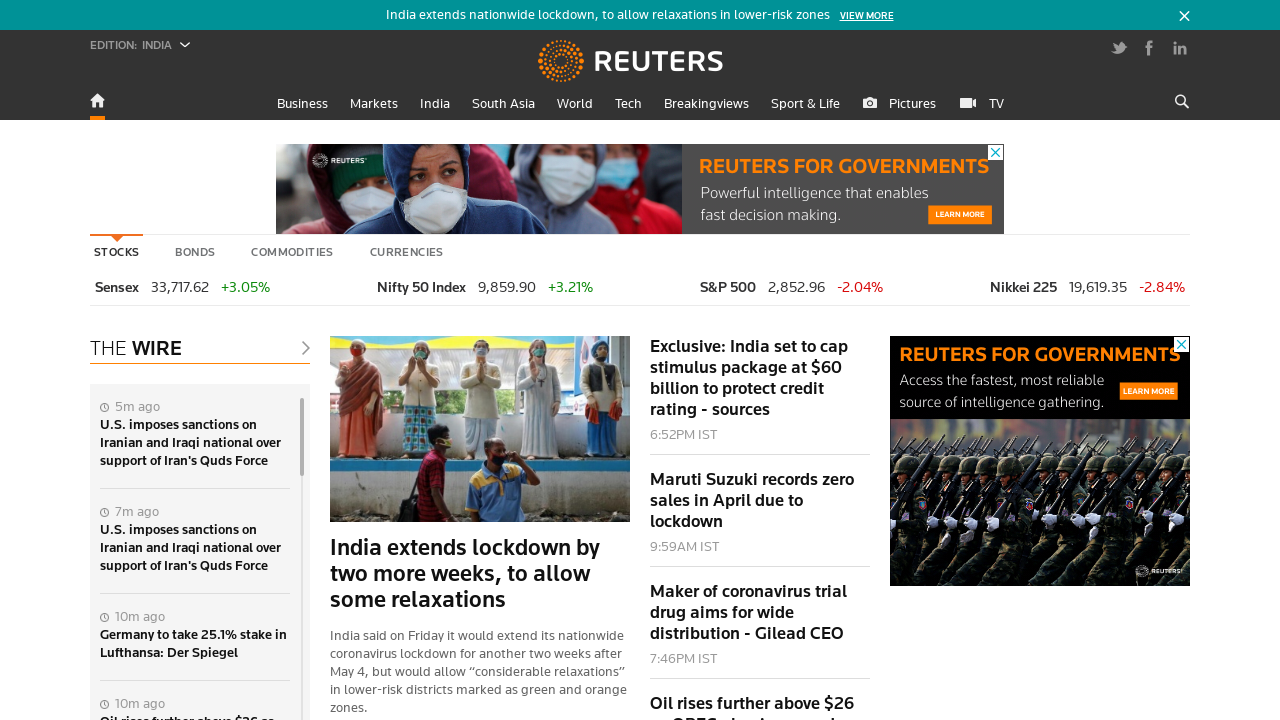 India extends nationwide lockdown, to allow relaxations in lower-risk zones VIEW MORE
EDITION: INDIA
REUTERS
Business Markets India South Asia World Tech Breakingviews Sport & Life Pictures TV
REUTERS
REUTERS FOR GOVERNMENTS
Powerful intelligence that enables
fast decision making.
LEARN MORE
STOCKS BONDS COMMODITIES CURRENCIES
Sensex 33,717.62 +3.05% Nifty 50 Index 9,859.90 +3.21% S&P 500 2,852.96 -2.04% Nikkei 225 19,619.35 -2.84%
THE WIRE
5m ago
U.S. imposes sanctions on
Iranian and Iraqi national over
support of Iran's Quds Force
7m ago
U.S. imposes sanctions on
Iranian and Iraqi national over
support of Iran's Quds Force
10m ago
Germany to take 25.1% stake in
Lufthansa: Der Spiegel
10m ago
India extends lockdown by
two more weeks, to allow
some relaxations
India said on Friday it would extend its nationwide
coronavirus lockdown for another two weeks after
May 4, but would allow “considerable relaxations”
in lower-risk districts marked as green and orange
zones.
Exclusive: India set to cap
stimulus package at $60
billion to protect credit
rating - sources
6:52PM IST
Maruti Suzuki records zero
sales in April due to
lockdown
9:59AM IST
Maker of coronavirus trial
drug aims for wide
distribution - Gilead CEO
7:46PM IST
Oil rises further above $26
REUTERS FOR GOVERNMENTS
Access the fastest, most reliable
source of intelligence gathering.
LEARN MORE
REUTERS